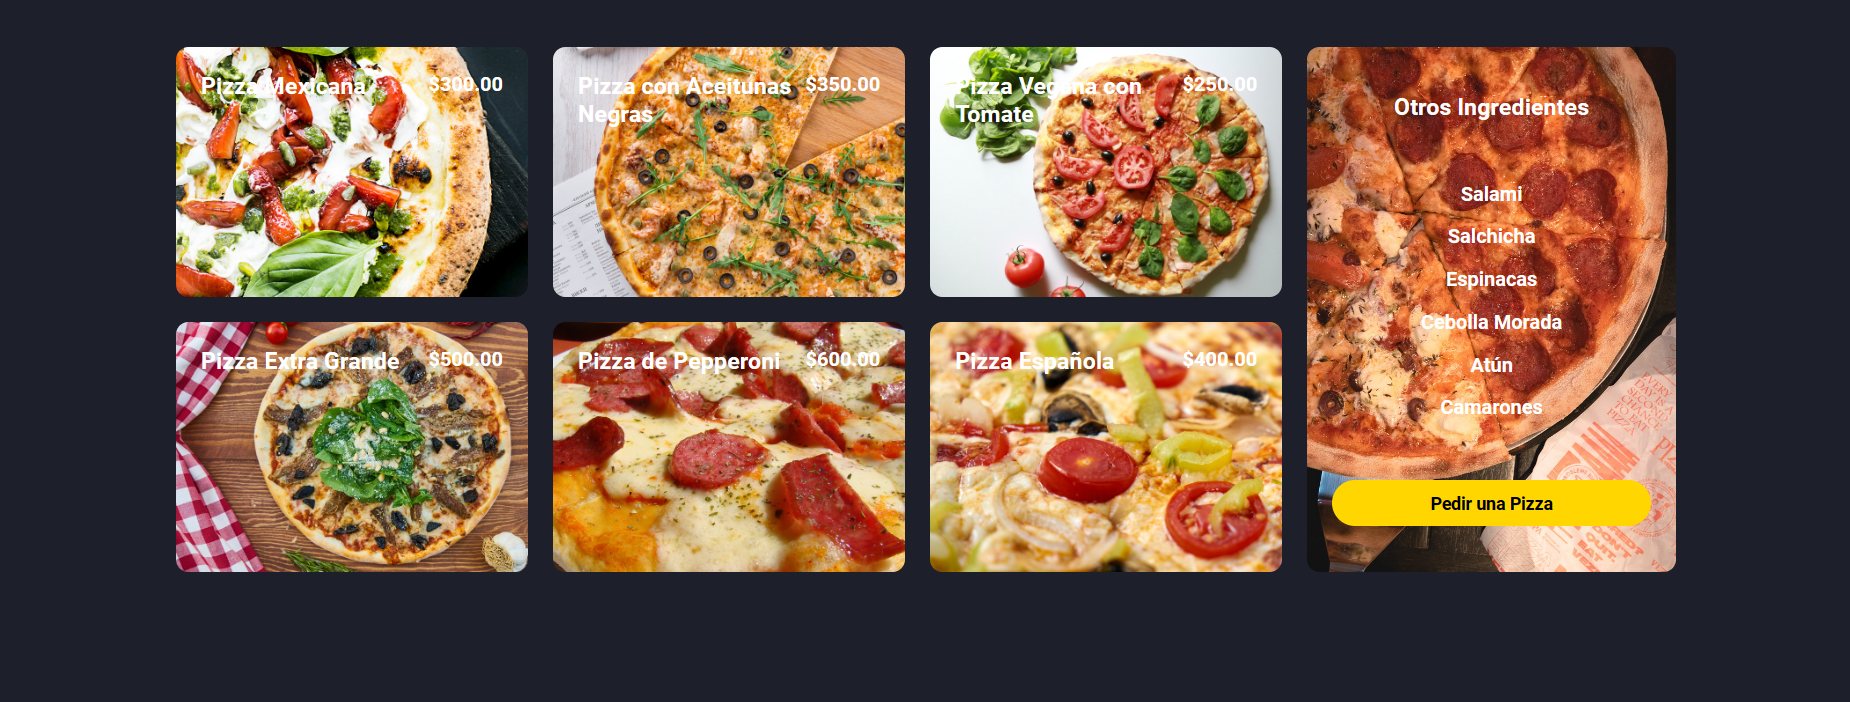 Pizza Mexicana $300.00
Pizza con Aceitunas $350.00
Negras
Pizza Vegana con $250.00
Tomate
Otros Ingredientes
Salami
Salchicha
Espinacas
Cebolla Morada
Atún
Camarones
Pedir una Pizza
Pizza Extra Grande $500.00
Pizza de Pepperoni $600.00
Pizza Española $400.00